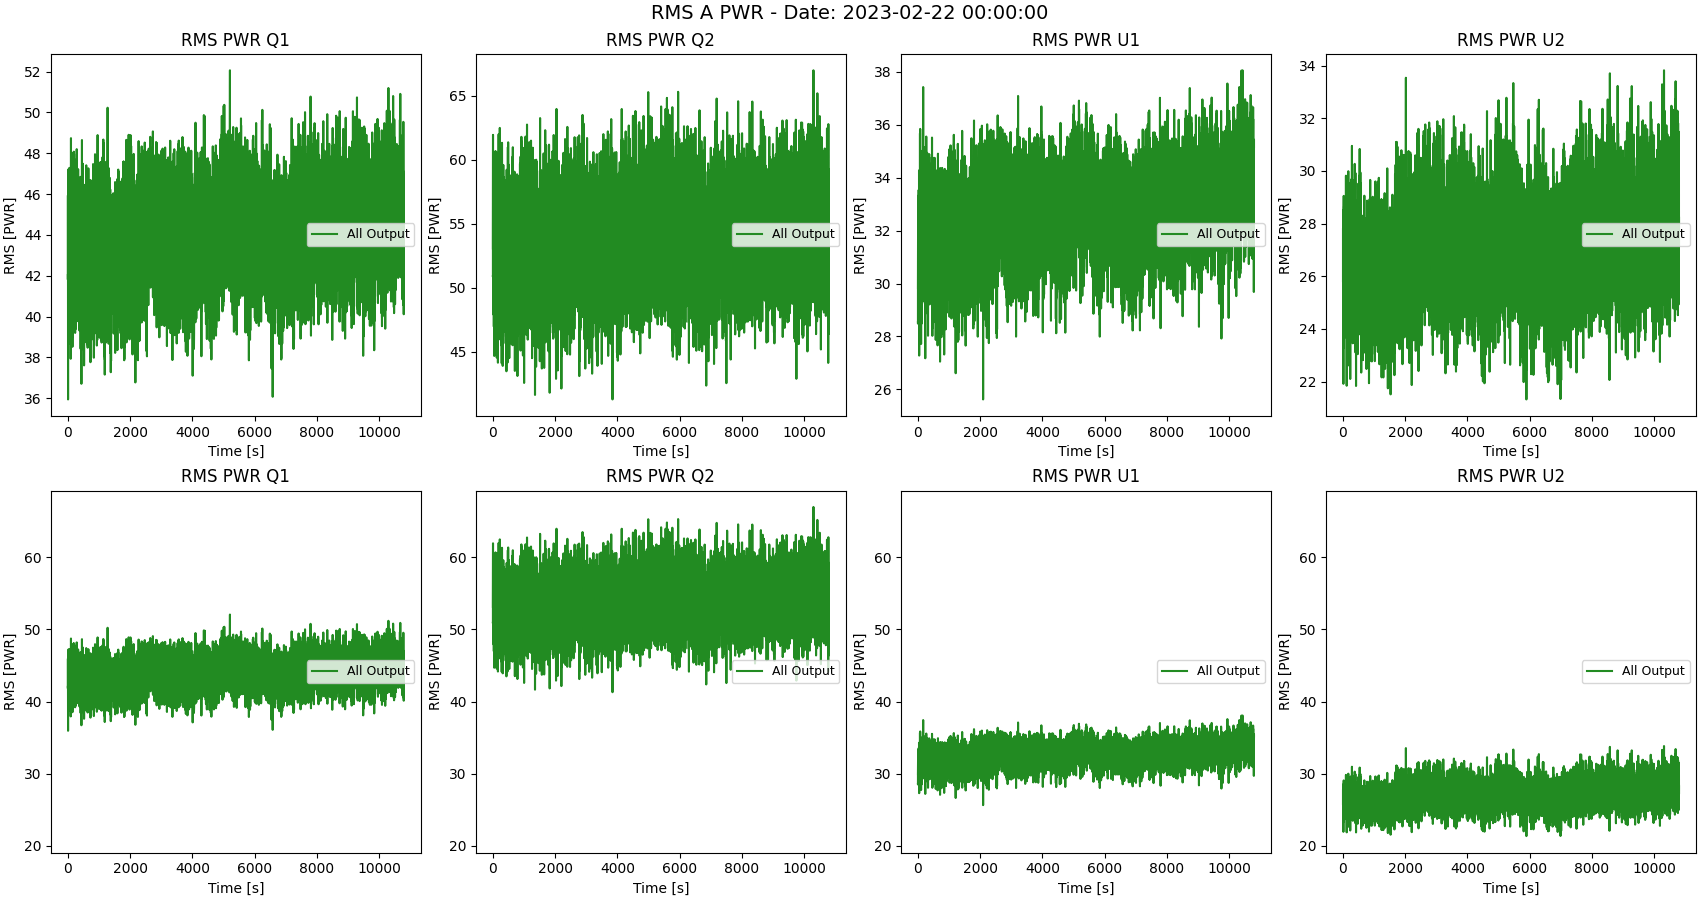 RMS A PWR - Date: 2023-02-22 00:00:00
RMS PWR Q1
RMS [PWR]
52
50
48
46
44
42
40
38
36
All Output
0 2000 4000 6000 8000 10000
Time [s]
RMS PWR Q2
RMS [PWR]
65
60
55
50
45
All Output
0 2000 4000 6000 8000 10000
Time [s]
RMS PWR U1
RMS [PWR]
38
36
34
32
30
28
26
All Output
0 2000 4000 6000 8000 10000
Time [s]
RMS PWR U2
RMS [PWR]
34
32
30
28
26
24
22
All Output
0 2000 4000 6000 8000 10000
Time [s]
RMS PWR Q1
RMS [PWR]
60
50
40
30
20
All Output
0 2000 4000 6000 8000 10000
Time [s]
RMS PWR Q2
RMS [PWR]
60
50
40
30
20
All Output
0 2000 4000 6000 8000 10000
Time [s]
RMS PWR U1
RMS [PWR]
60
50
40
30
20
All Output
0 2000 4000 6000 8000 10000
Time [s]
RMS PWR U2
RMS [PWR]
60
50
40
30
20
All Output
0 2000 4000 6000 8000 10000
Time [s]